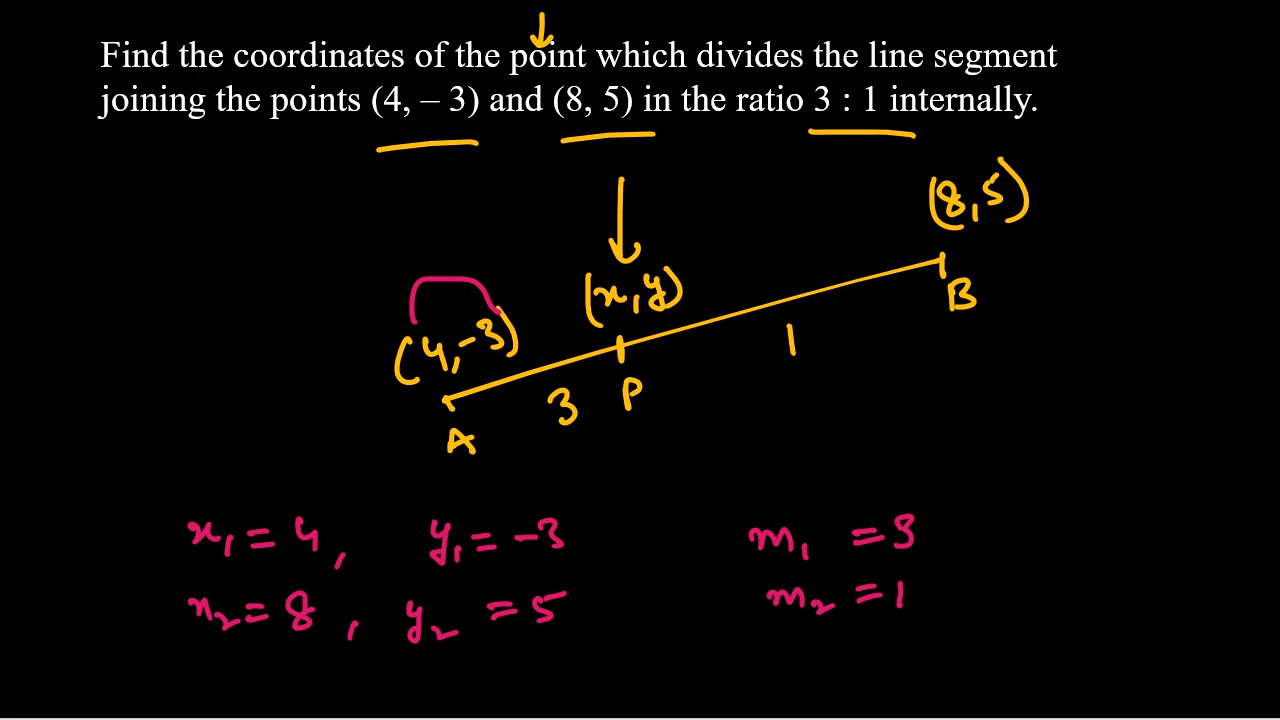 Find the coordinates of the point which divides the line segment
joining the points (4, – 3) and (8, 5) in the ratio 3 : 1 internally.
(8,5)
(x,y)
B
(4,-3)
1
3 P
A
x₁ = 4, y₁ = -3 m₁ = 3
x₂ = 8, y₂ = 5 m₂ = 1